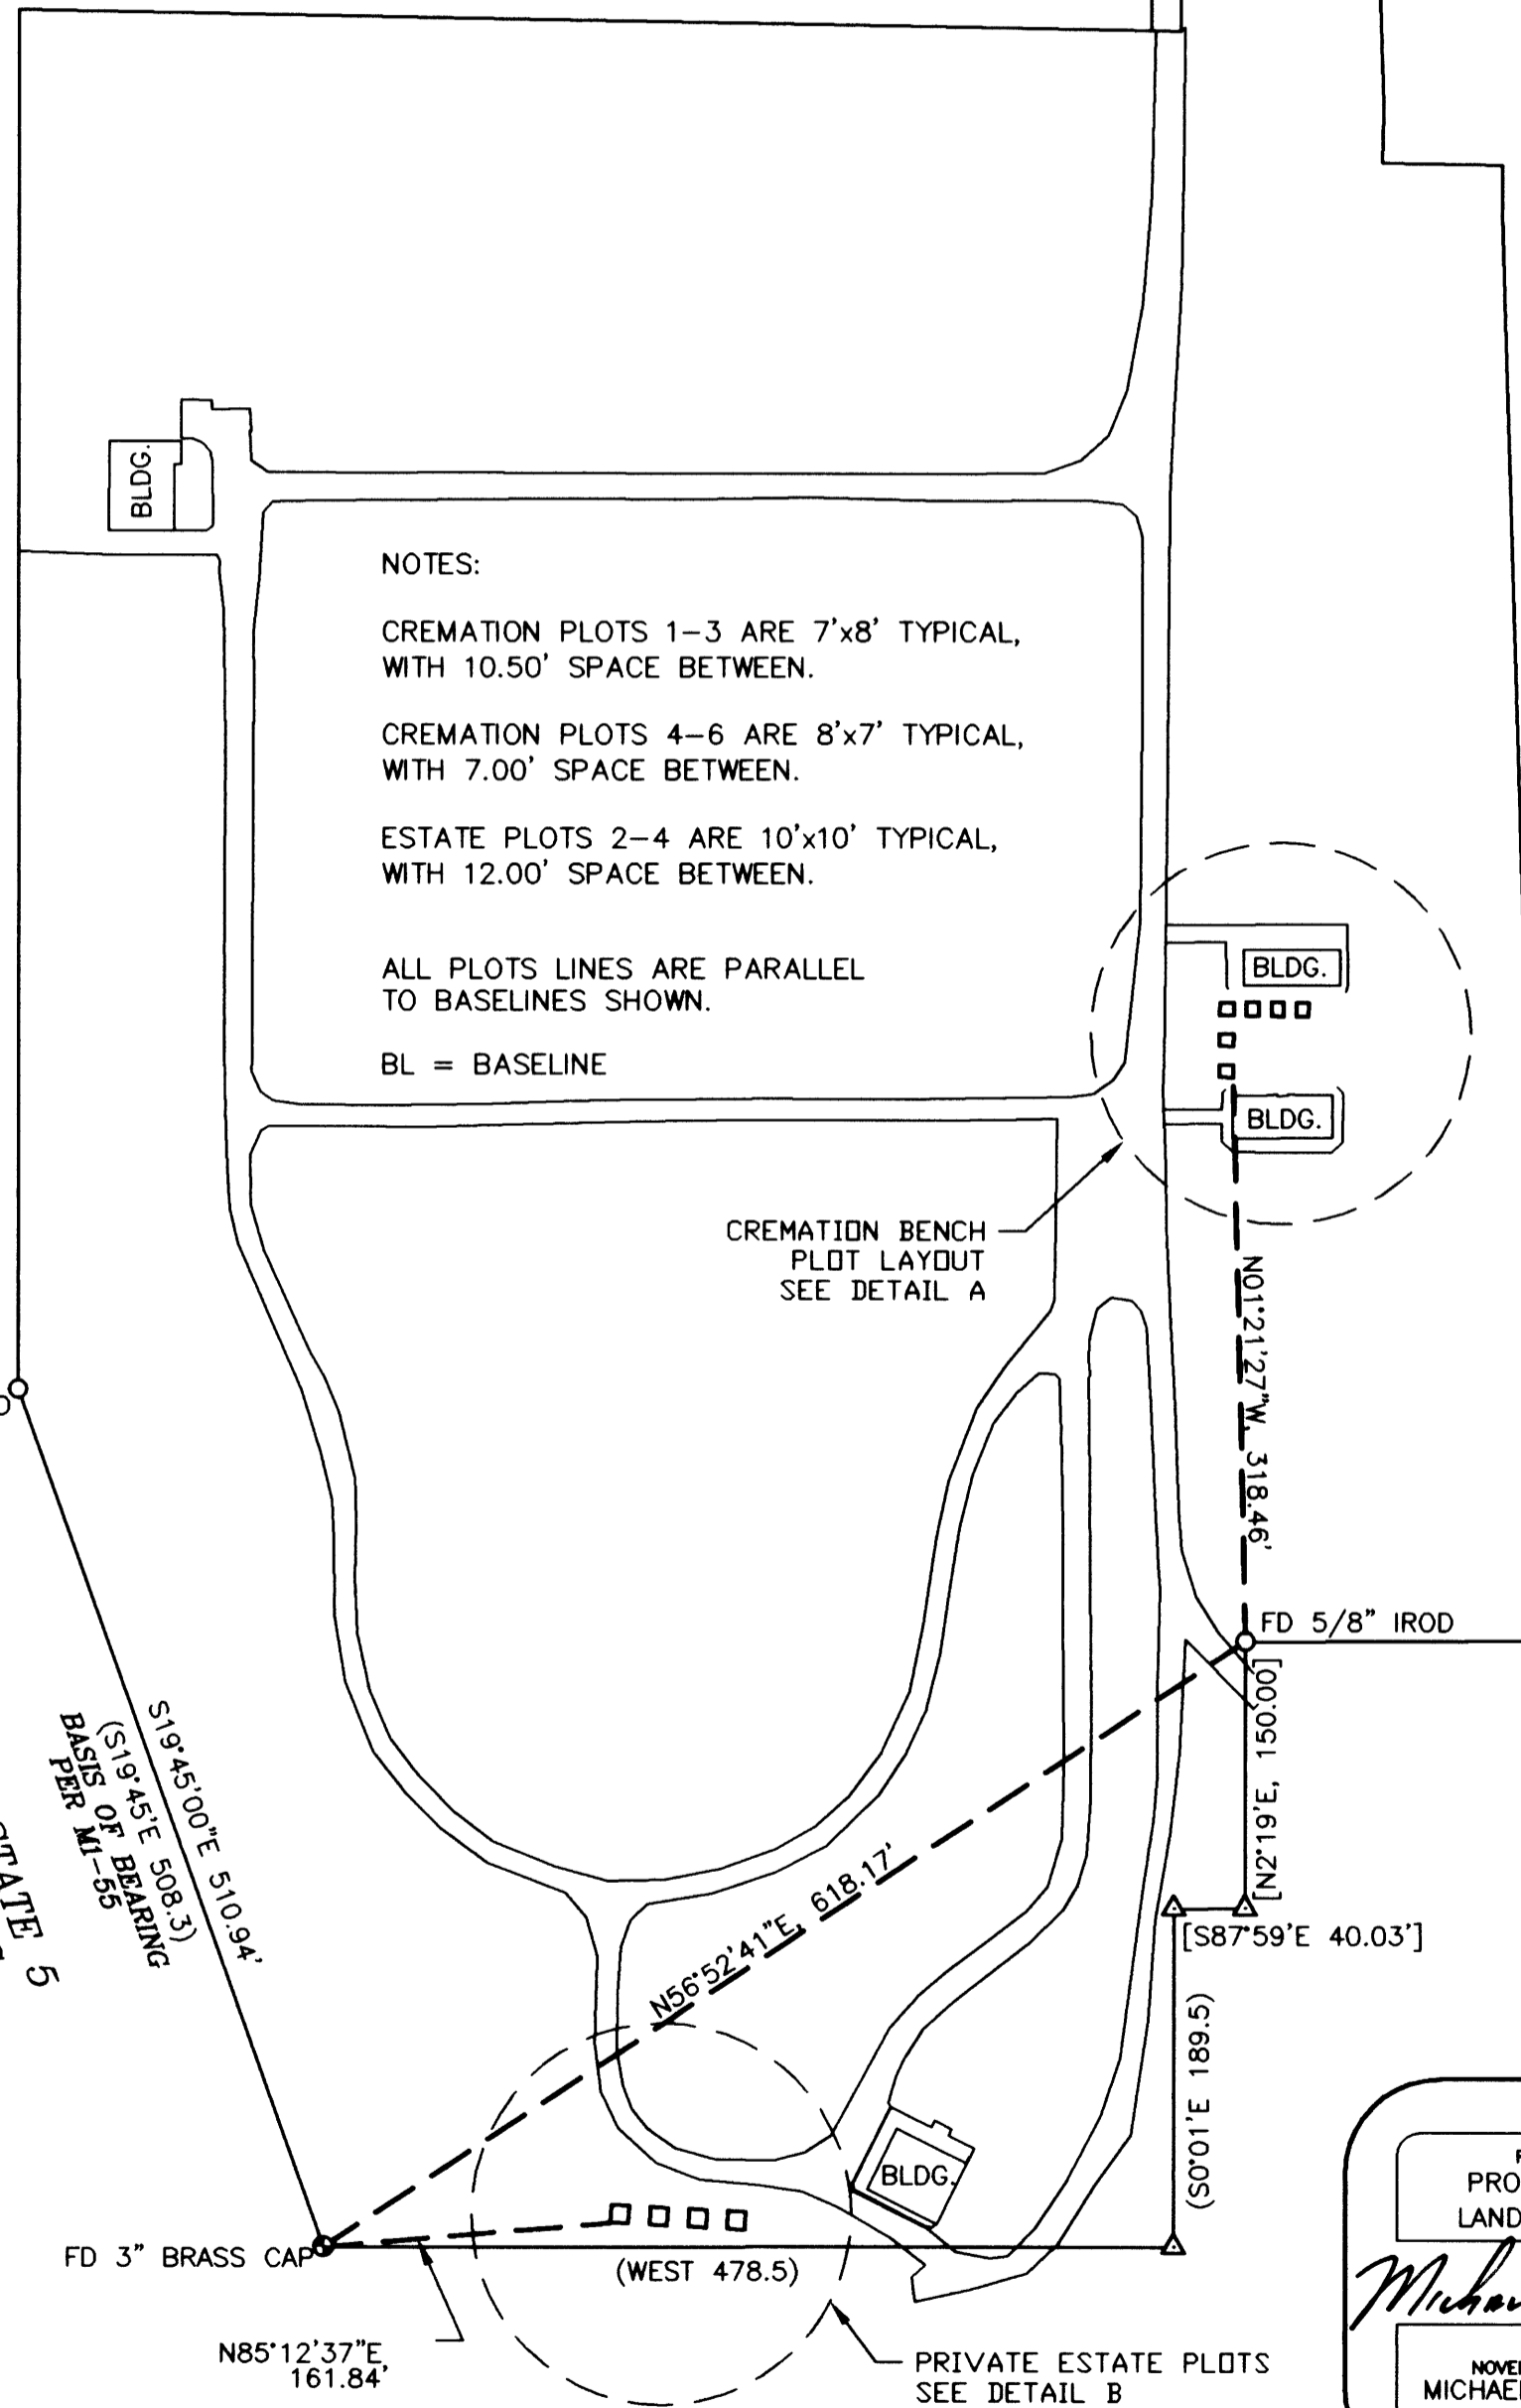 BLDG.
NOTES:
CREMATION PLOTS 1-3 ARE 7'x8' TYPICAL,
WITH 10.50' SPACE BETWEEN.
CREMATION PLOTS 4-6 ARE 8'x7' TYPICAL,
WITH 7.00' SPACE BETWEEN.
ESTATE PLOTS 2-4 ARE 10'x10' TYPICAL,
WITH 12.00' SPACE BETWEEN.
ALL PLOTS LINES ARE PARALLEL
TO BASELINES SHOWN.
BL = BASELINE
BLDG.
BLDG.
CREMATION BENCH
PLOT LAYOUT
SEE DETAIL A
N01°21'27"W, 318.46'
FD 5/8" IROD
[N2°19'E, 150.00]
[S87°59'E 40.03']
(S0°01'E 189.5)
S19°45'00"E 510.94'
(S19°45'E 508.3)
BASIS OF BEARING
PER M1-55
STATE 5
N56°52'41"E, 618.17'
BLDG.
FD 3" BRASS CAP
(WEST 478.5)
N85°12'37"E,
161.84'
PRIVATE ESTATE PLOTS
SEE DETAIL B
PRO
LAND
NOVE
MICHAE